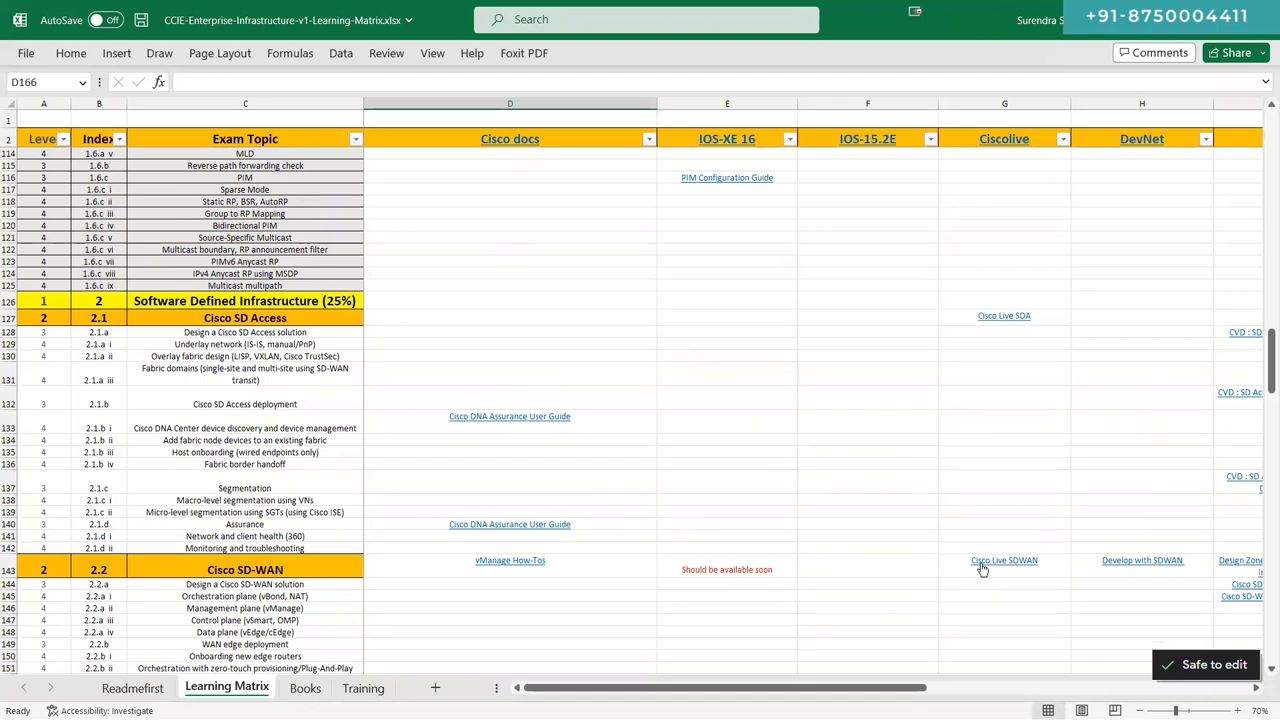 AutoSave Off CCIE-Enterprise-Infrastructure-v1-Learning-Matrix.xlsx Search Surendra S +91-8750004411
File Home Insert Draw Page Layout Formulas Data Review View Help Foxit PDF Comments Share
D166 fx
A B C D E F G H
1
2 Leve Index Exam Topic Cisco docs IOS-XE 16 IOS-15.2E Ciscolive DevNet
114 4 1.6.a v MLD
115 3 1.6.b Reverse path forwarding check
116 3 1.6.c PIM PIM Configuration Guide
117 4 1.6.c i Sparse Mode
118 4 1.6.c ii Static RP, BSR, AutoRP
119 4 1.6.c iii Group to RP Mapping
120 4 1.6.c iv Bidirectional PIM
121 4 1.6.c v Source-Specific Multicast
122 4 1.6.c vi Multicast boundary, RP announcement filter
123 4 1.6.c vii PIMv6 Anycast RP
124 4 1.6.c viii IPv4 Anycast RP using MSDP
125 4 1.6.c ix Multicast multipath
126 1 2 Software Defined Infrastructure (25%)
127 2 2.1 Cisco SD Access Cisco Live SDA
128 3 2.1.a Design a Cisco SD Access solution CVD : SD
129 4 2.1.a i Underlay network (IS-IS, manual/PnP)
130 4 2.1.a ii Overlay fabric design (LISP, VXLAN, Cisco TrustSec)
131 4 2.1.a iii Fabric domains (single-site and multi-site using SD-WAN
transit)
132 3 2.1.b Cisco SD Access deployment CVD : SD Ac
133 4 2.1.b i Cisco DNA Center device discovery and device management Cisco DNA Assurance User Guide
134 4 2.1.b ii Add fabric node devices to an existing fabric
135 4 2.1.b iii Host onboarding (wired endpoints only)
136 4 2.1.b iv Fabric border handoff
137 3 2.1.c Segmentation CVD : SD A
138 4 2.1.c i Macro-level segmentation using VNs
139 4 2.1.c ii Micro-level segmentation using SGTs (using Cisco ISE)
140 3 2.1.d Assurance Cisco DNA Assurance User Guide
141 4 2.1.d i Network and client health (360)
142 4 2.1.d ii Monitoring and troubleshooting
143 2 2.2 Cisco SD-WAN vManage How-Tos Should be available soon Cisco Live SDWAN Develop with SDWAN Design Zone
144 3 2.2.a Design a Cisco SD-WAN solution Cisco SD
145 4 2.2.a i Orchestration plane (vBond, NAT) Cisco SD-W
146 4 2.2.a ii Management plane (vManage)
147 4 2.2.a iii Control plane (vSmart, OMP)
148 4 2.2.a iv Data plane (vEdge/cEdge)
149 3 2.2.b WAN edge deployment
150 4 2.2.b i Onboarding new edge routers
151 4 2.2.b ii Orchestration with zero-touch provisioning/Plug-And-Play
Safe to edit
Readmefirst Learning Matrix Books Training
Ready Accessibility: Investigate 70%